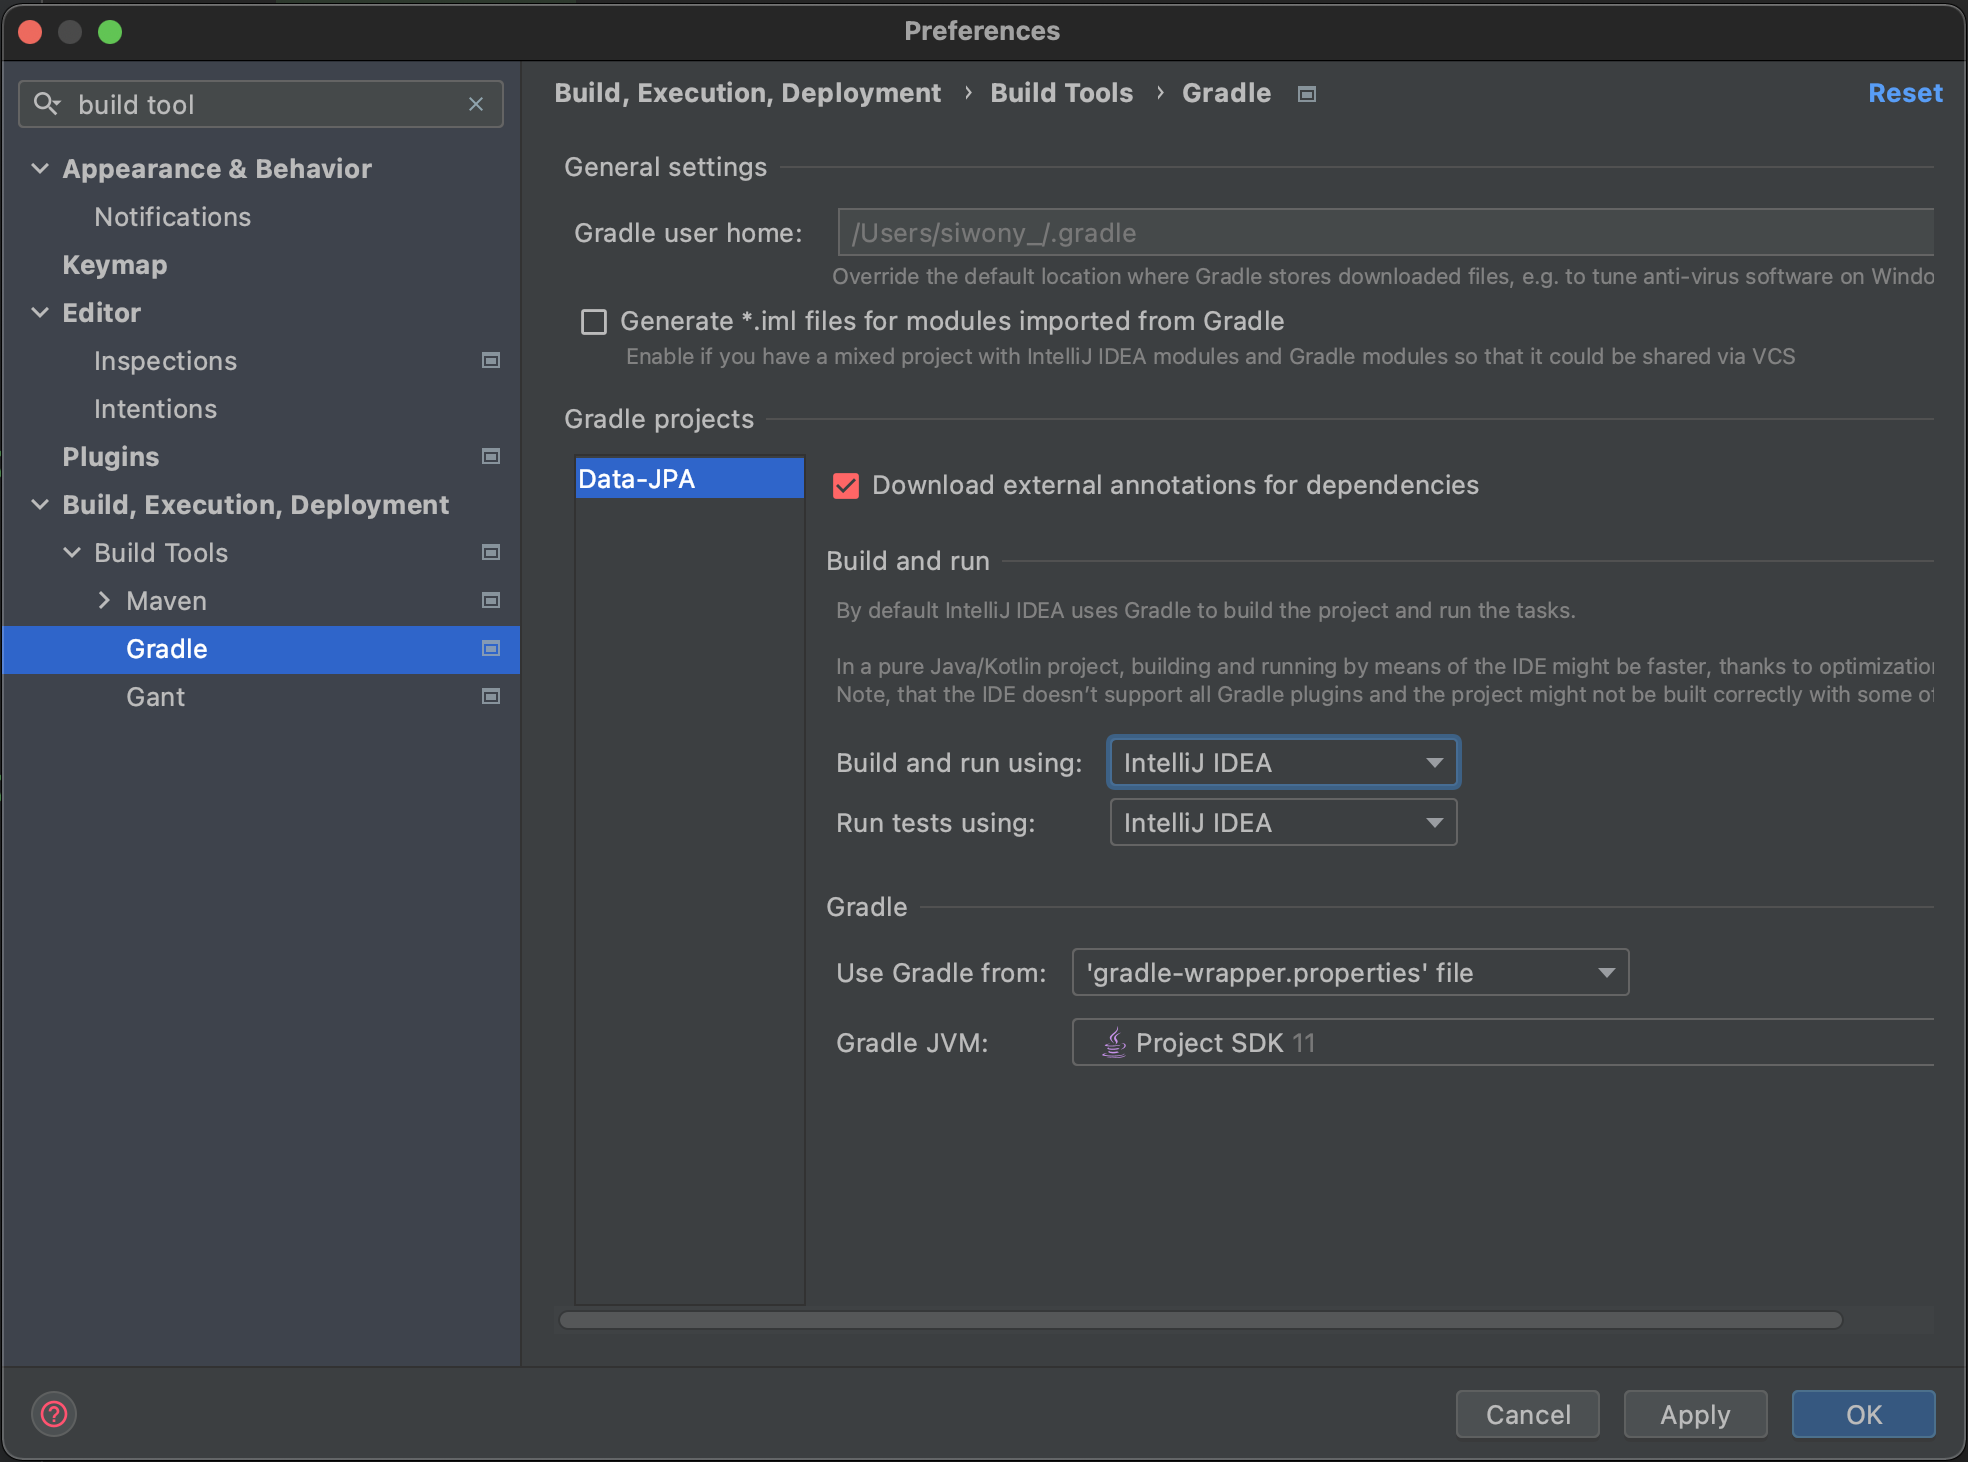 Preferences
build tool
Appearance & Behavior
Notifications
Keymap
Editor
Inspections
Intentions
Plugins
Build, Execution, Deployment
Build Tools
Maven
Gradle
Gant
Build, Execution, Deployment › Build Tools › Gradle
Reset
General settings
Gradle user home: /Users/siwony_/.gradle
Override the default location where Gradle stores downloaded files, e.g. to tune anti-virus software on Windo
Generate *.iml files for modules imported from Gradle
Enable if you have a mixed project with IntelliJ IDEA modules and Gradle modules so that it could be shared via VCS
Gradle projects
Data-JPA
Download external annotations for dependencies
Build and run
By default IntelliJ IDEA uses Gradle to build the project and run the tasks.
In a pure Java/Kotlin project, building and running by means of the IDE might be faster, thanks to optimization
Note, that the IDE doesn't support all Gradle plugins and the project might not be built correctly with some of
Build and run using: IntelliJ IDEA
Run tests using: IntelliJ IDEA
Gradle
Use Gradle from: 'gradle-wrapper.properties' file
Gradle JVM: Project SDK 11
?
Cancel
Apply
OK